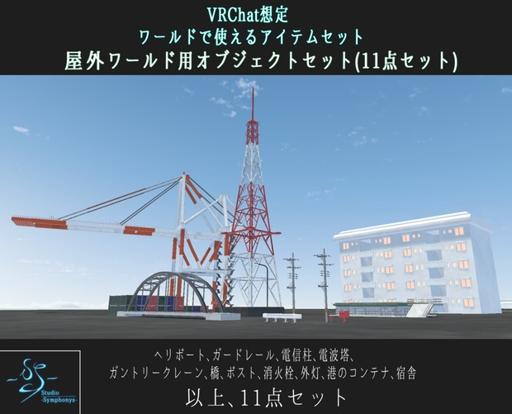 VRChat想定
ワールドで使えるアイテムセット
屋外ワールド用オブジェクトセット(11点セット)
ヘリポート、ガードレール、電信柱、電波塔、
ガントリークレーン、橋、ポスト、消火栓、外灯、港のコンテナ、宿舎
以上、11点セット
Studio
-Symphonys-